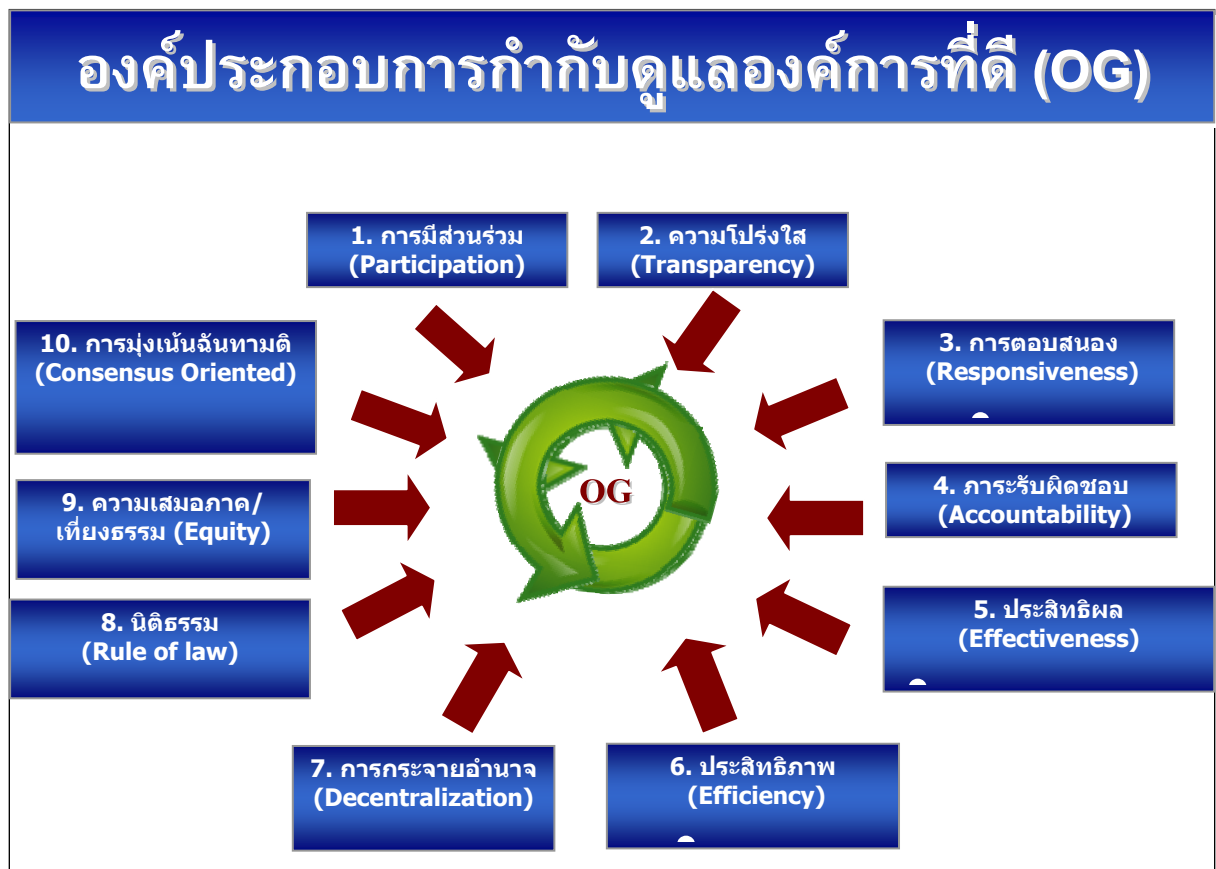 องค์ประกอบการกำกับดูแลองค์การที่ดี (OG)
1. การมีส่วนร่วม
(Participation)
2. ความโปร่งใส
(Transparency)
3. การตอบสนอง
(Responsiveness)
4. ภาระรับผิดชอบ
(Accountability)
5. ประสิทธิผล
(Effectiveness)
6. ประสิทธิภาพ
(Efficiency)
7. การกระจายอำนาจ
(Decentralization)
8. นิติธรรม
(Rule of law)
9. ความเสมอภาค/
เที่ยงธรรม (Equity)
10. การมุ่งเน้นฉันทามติ
(Consensus Oriented)
OG